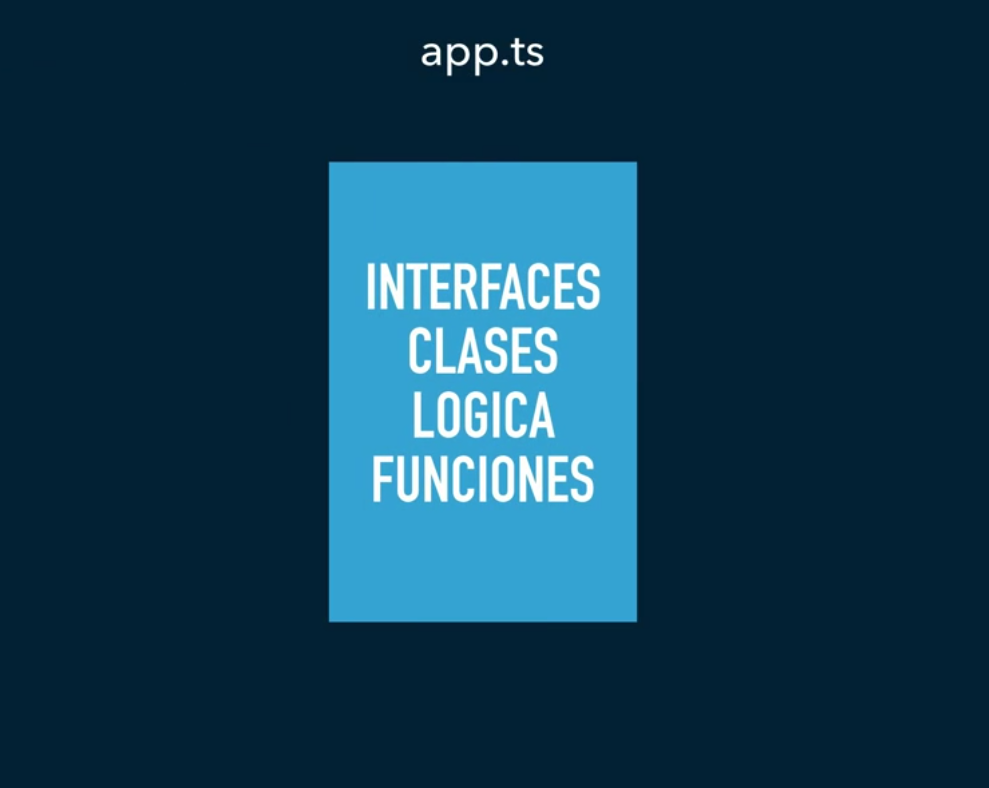 app.ts
INTERFACES
CLASES
LOGICA
FUNCIONES